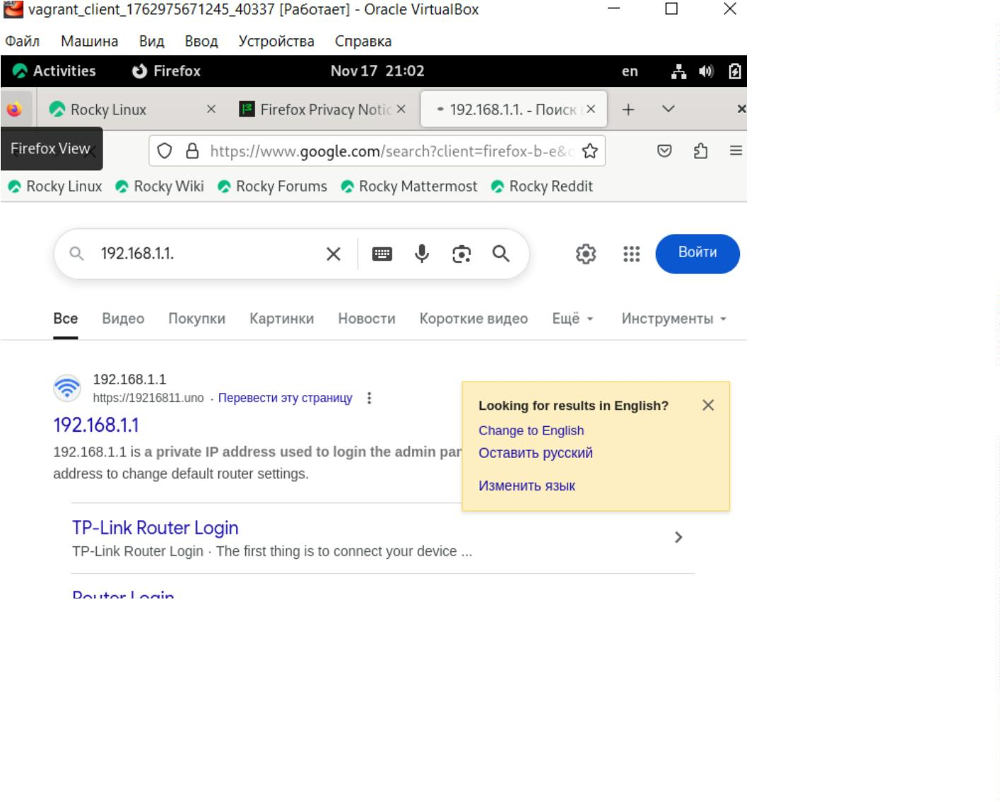 vagrant_client_1762975671245_40337 [Работает] - Oracle VirtualBox
Файл Машина Вид Ввод Устройства Справка
Activities Firefox Nov 17 21:02 en
Rocky Linux Firefox Privacy Notic 192.168.1.1. - Поиск
Firefox View
https://www.google.com/search?client=firefox-b-e&
Rocky Linux Rocky Wiki Rocky Forums Rocky Mattermost Rocky Reddit
192.168.1.1.
Войти
Все Видео Покупки Картинки Новости Короткие видео Ещё Инструменты
192.168.1.1
https://19216811.uno · Перевести эту страницу
192.168.1.1
192.168.1.1 is a private IP address used to login the admin pan
address to change default router settings.
Looking for results in English?
Change to English
Оставить русский
Изменить язык
TP-Link Router Login
TP-Link Router Login · The first thing is to connect your device ...
Router Login